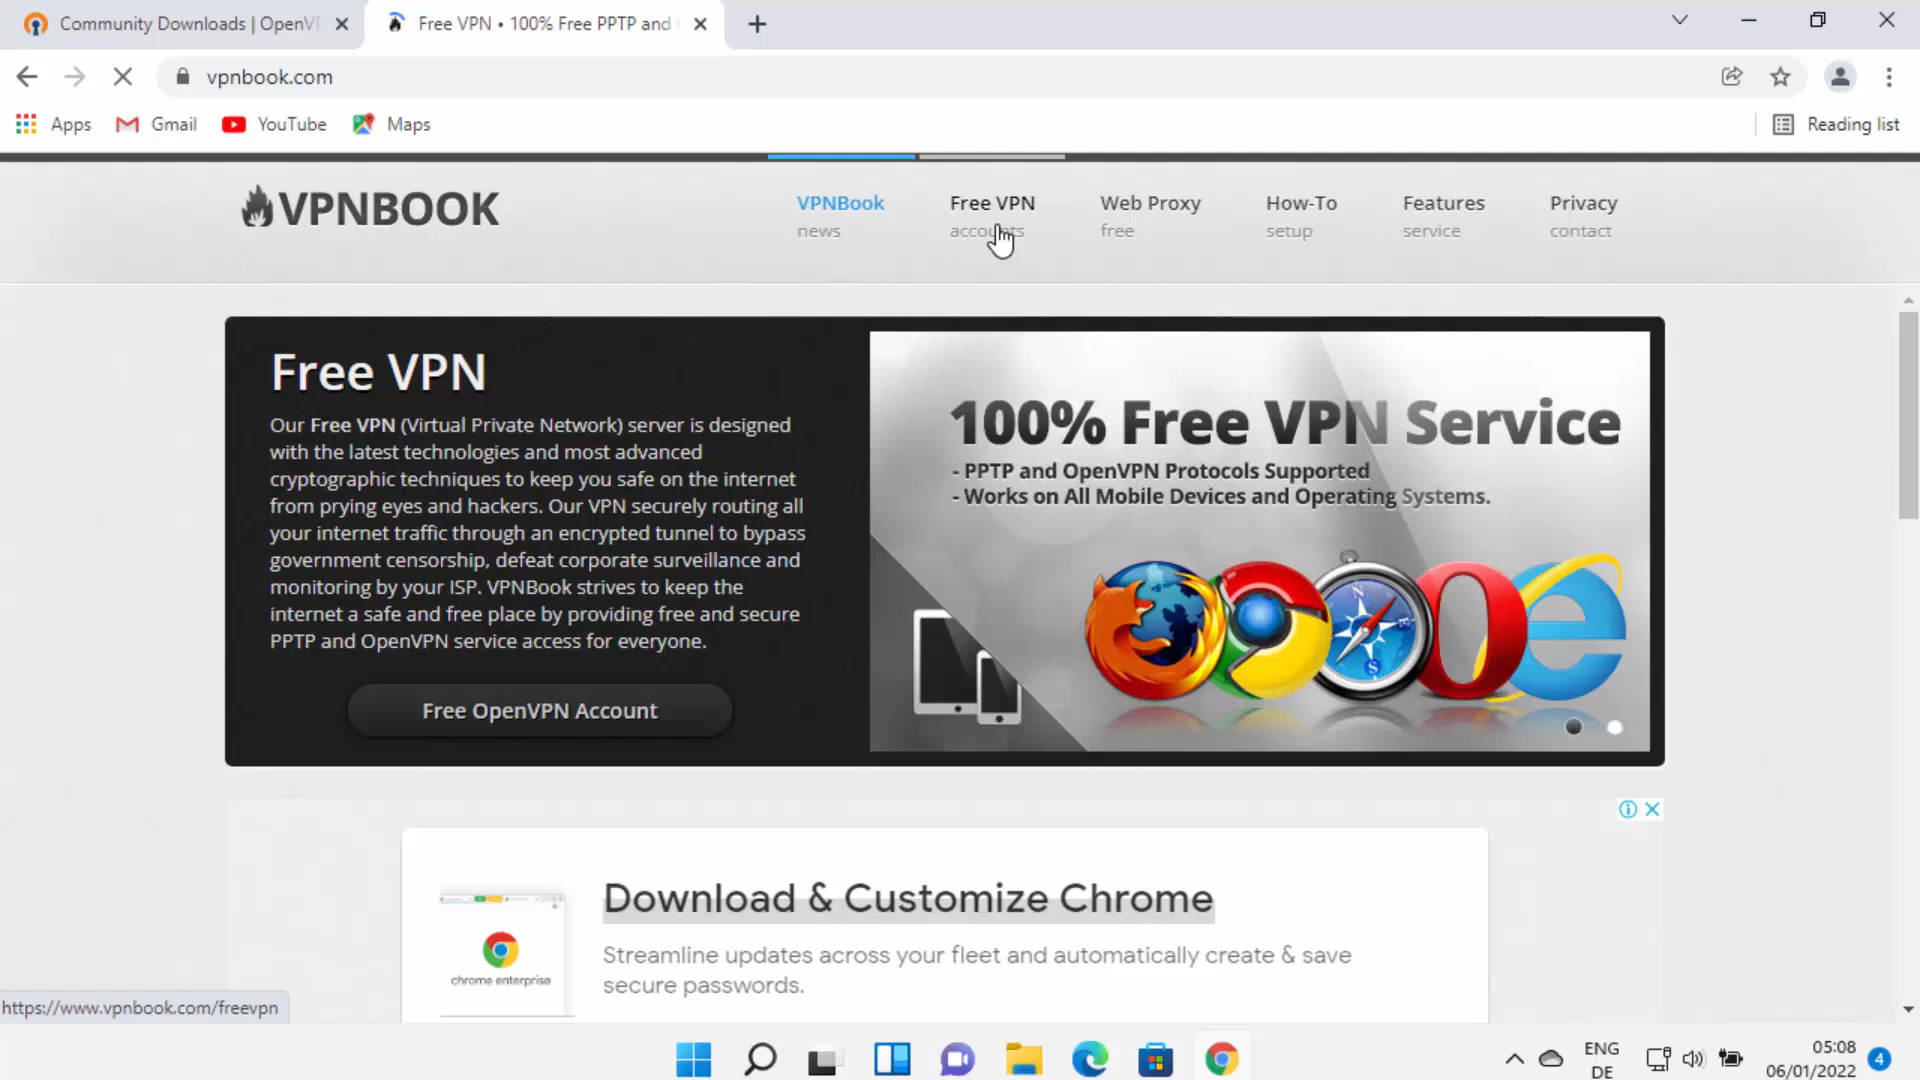 Community Downloads | OpenVP
Free VPN • 100% Free PPTP and
vpnbook.com
Apps
Gmail
YouTube
Maps
Reading list
VPNBOOK
VPNBook
news
Free VPN
accounts
Web Proxy
free
How-To
setup
Features
service
Privacy
contact
Free VPN
Our Free VPN (Virtual Private Network) server is designed
with the latest technologies and most advanced
cryptographic techniques to keep you safe on the internet
from prying eyes and hackers. Our VPN securely routing all
your internet traffic through an encrypted tunnel to bypass
government censorship, defeat corporate surveillance and
monitoring by your ISP. VPNBook strives to keep the
internet a safe and free place by providing free and secure
PPTP and OpenVPN service access for everyone.
Free OpenVPN Account
100% Free VPN Service
- PPTP and OpenVPN Protocols Supported
- Works on All Mobile Devices and Operating Systems.
Download & Customize Chrome
Streamline updates across your fleet and automatically create & save
secure passwords.
chrome enterprise
https://www.vpnbook.com/freevpn
ENG
DE
05:08
06/01/2022
4